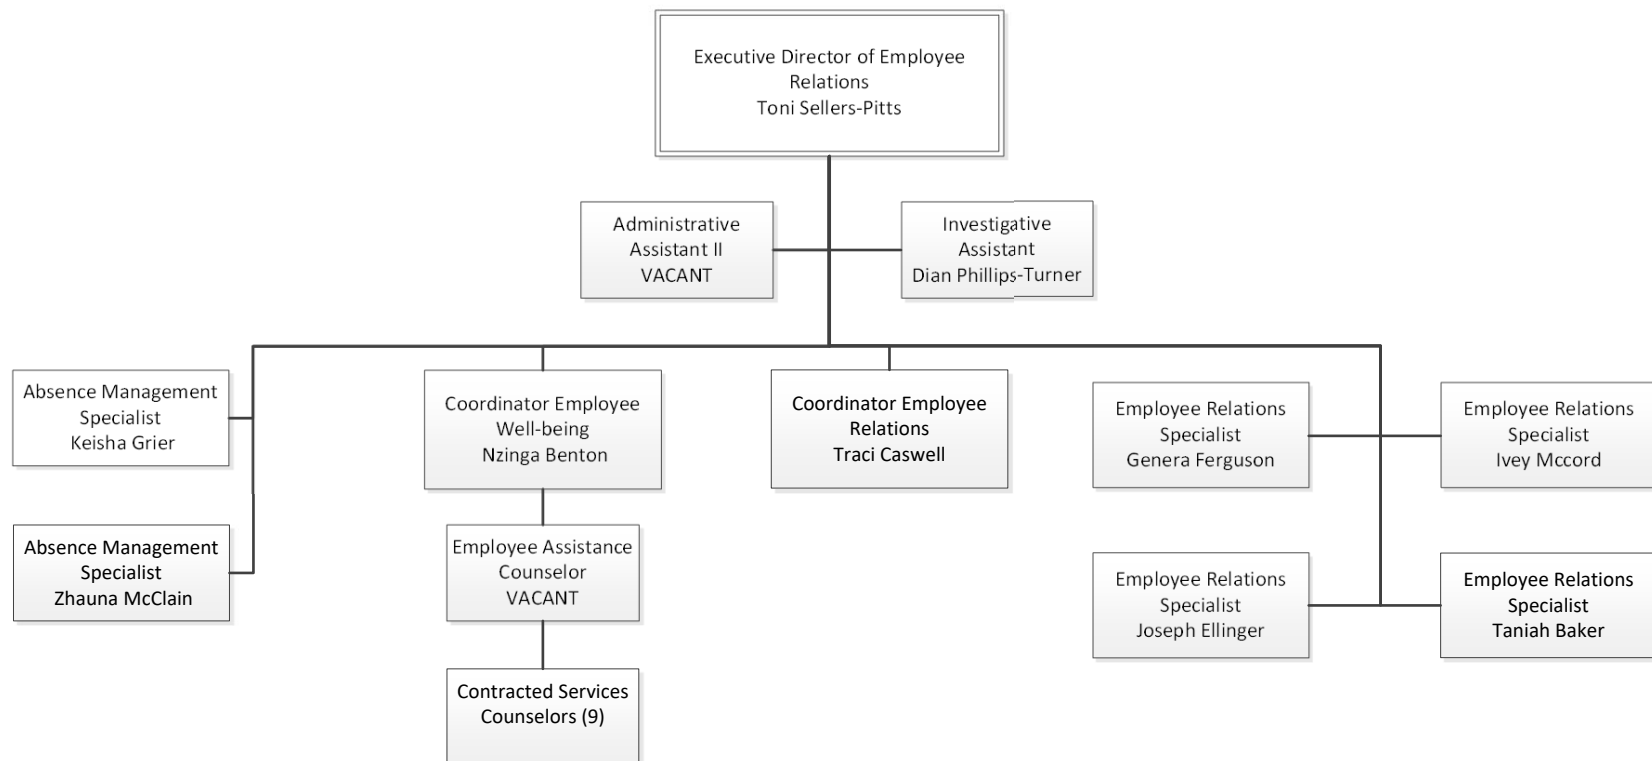 Executive Director of Employee
Relations
Toni Sellers-Pitts
Administrative
Assistant II
VACANT
Investigative
Assistant
Dian Phillips-Turner
Absence Management
Specialist
Keisha Grier
Coordinator Employee
Well-being
Nzinga Benton
Coordinator Employee
Relations
Traci Caswell
Employee Relations
Specialist
Genera Ferguson
Employee Relations
Specialist
Ivey Mccord
Absence Management
Specialist
Zhauna McClain
Employee Assistance
Counselor
VACANT
Employee Relations
Specialist
Joseph Ellinger
Employee Relations
Specialist
Taniah Baker
Contracted Services
Counselors (9)